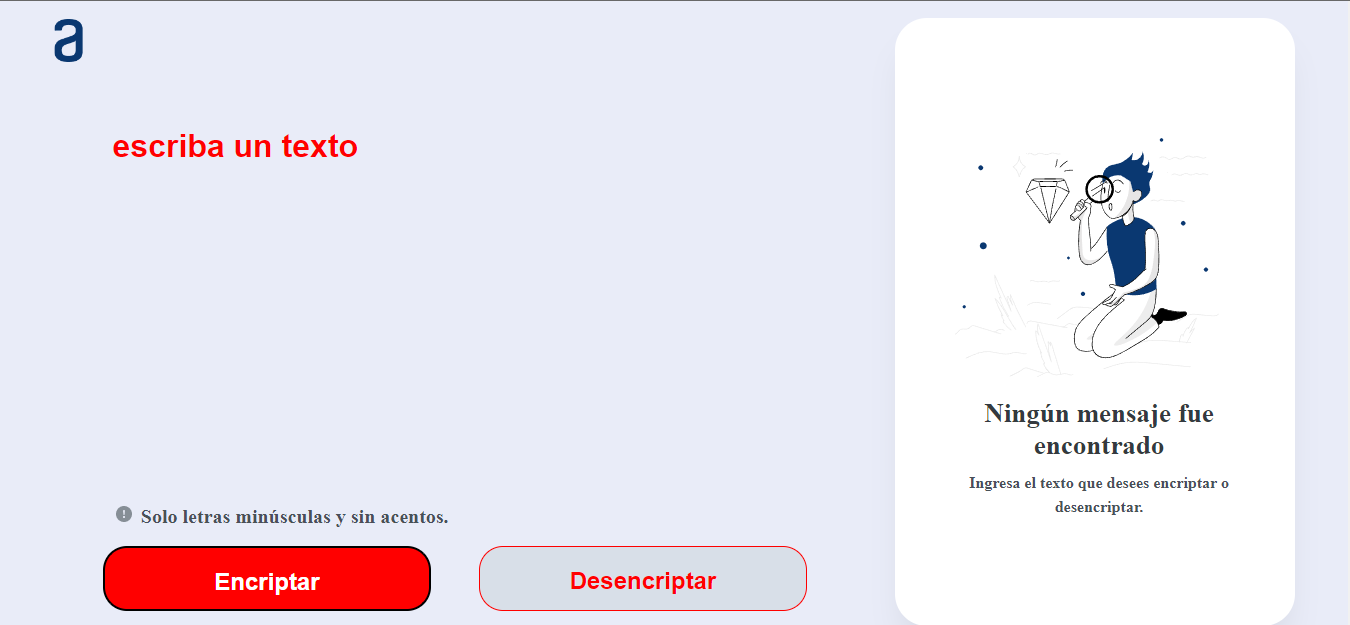 a
escriba un texto
Solo letras minúsculas y sin acentos.
Encriptar
Desencriptar
Ningún mensaje fue
encontrado
Ingresa el texto que desees encriptar o
desencriptar.